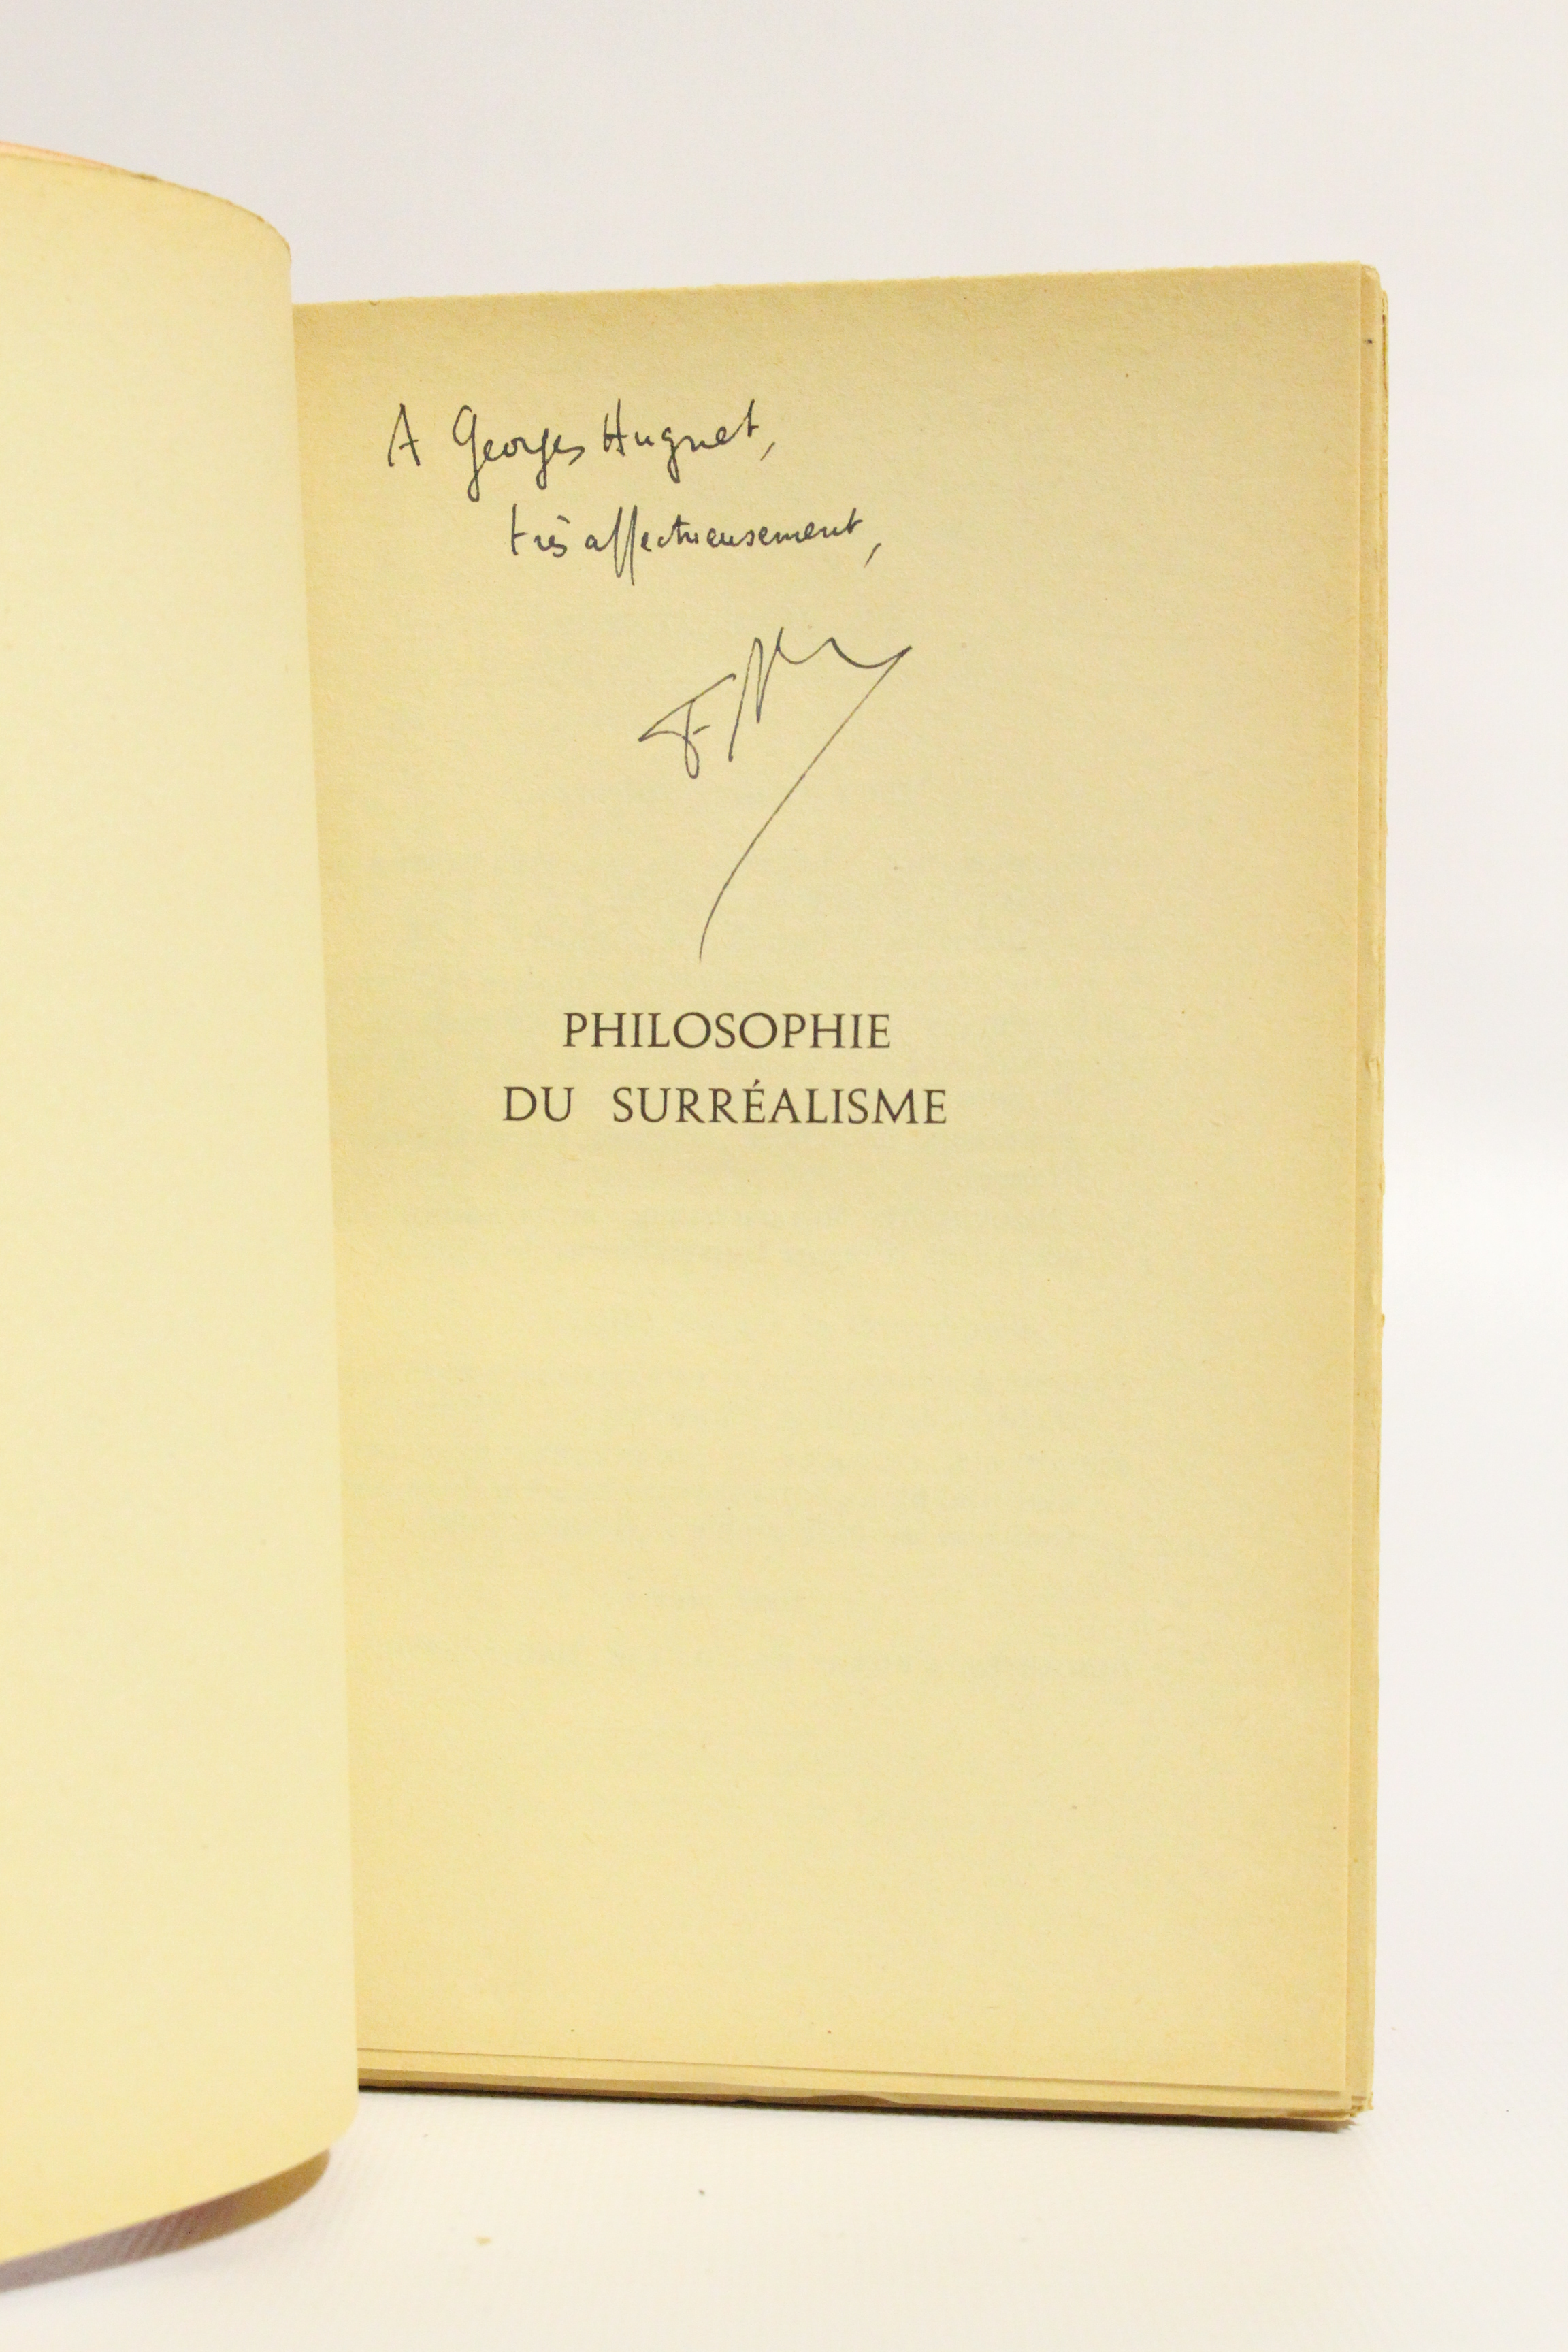 A Georges Hugnet,
très affectueusement,
PHILOSOPHIE
DU SURRÉALISME